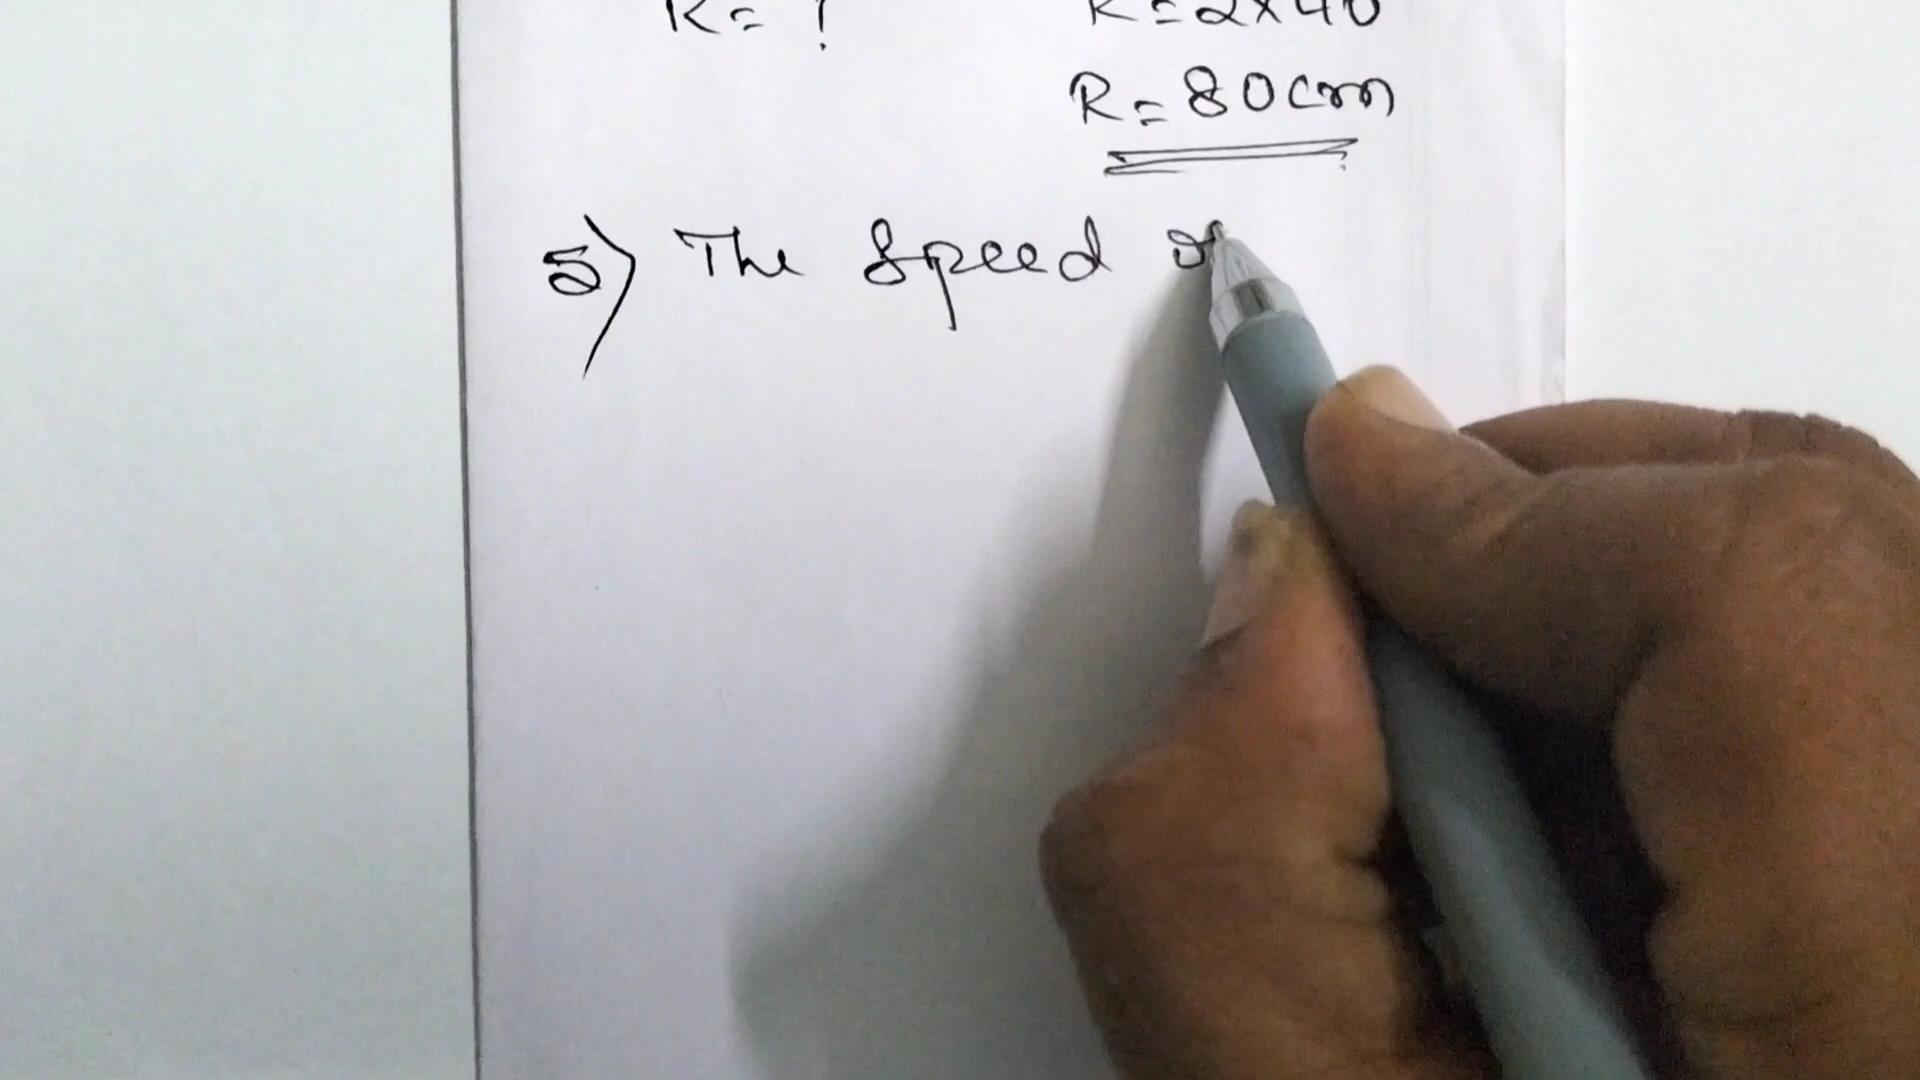 R= ? R=2×40
R=80cm
5) The Speed o